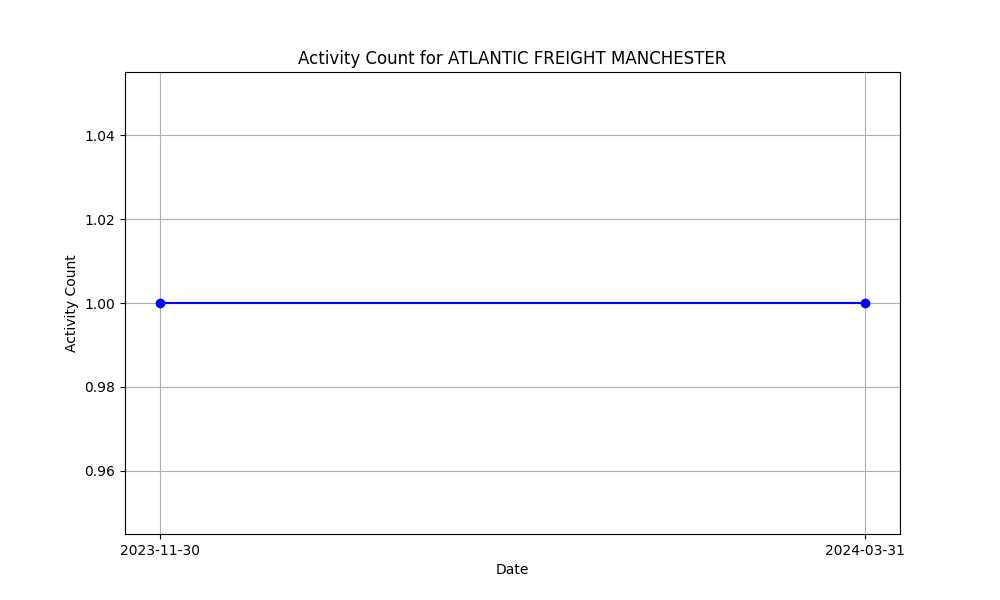 Activity Count for ATLANTIC FREIGHT MANCHESTER
1.04
1.02
1.00
0.98
0.96
Activity Count
2023-11-30
2024-03-31
Date